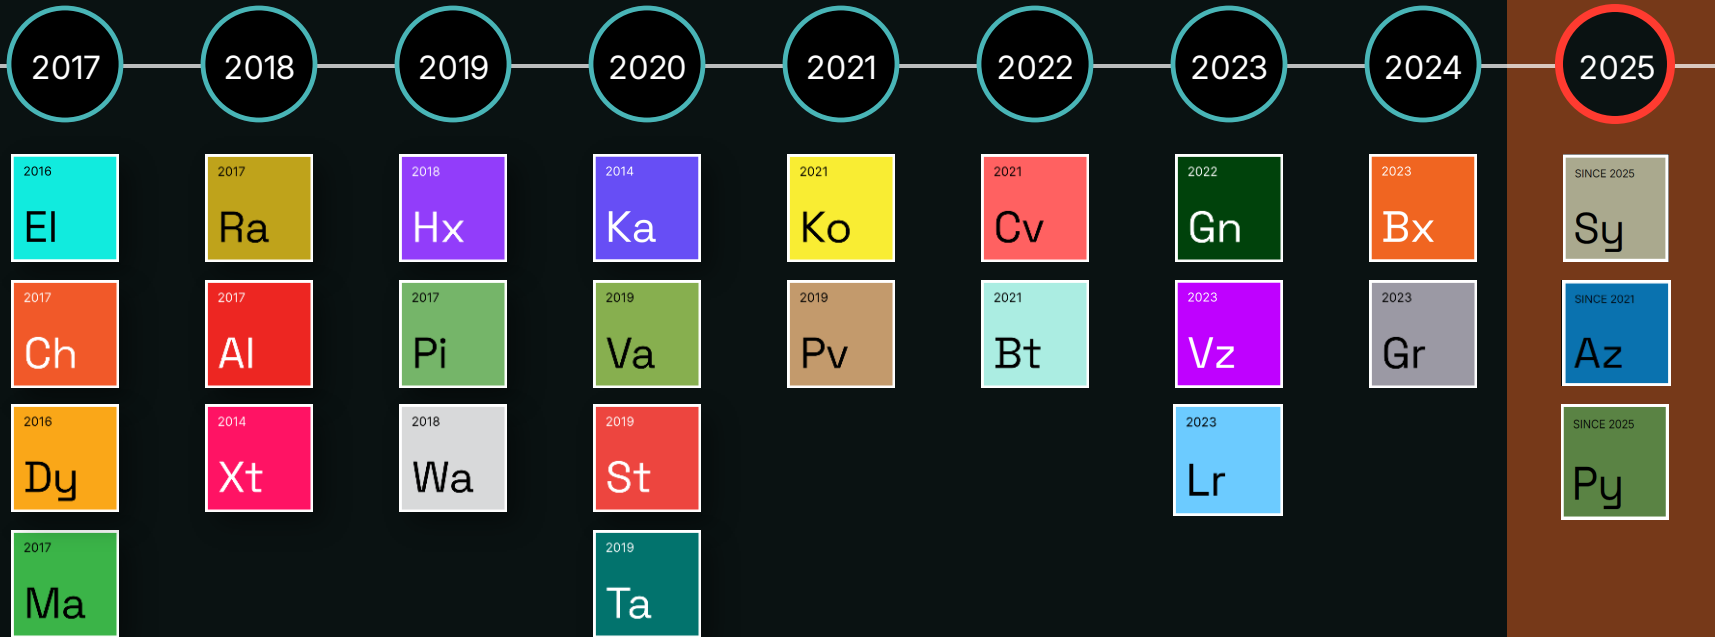 2017
2018
2019
2020
2021
2022
2023
2024
2025
2016
El
2017
Ra
2018
Hx
2014
Ka
2021
Ko
2021
Cv
2022
Gn
2023
Bx
SINCE 2025
Sy
2017
Ch
2017
Al
2017
Pi
2019
Va
2019
Pv
2021
Bt
2023
Vz
2023
Gr
SINCE 2021
Az
2016
Dy
2014
Xt
2018
Wa
2019
St
2023
Lr
SINCE 2025
Py
2017
Ma
2019
Ta